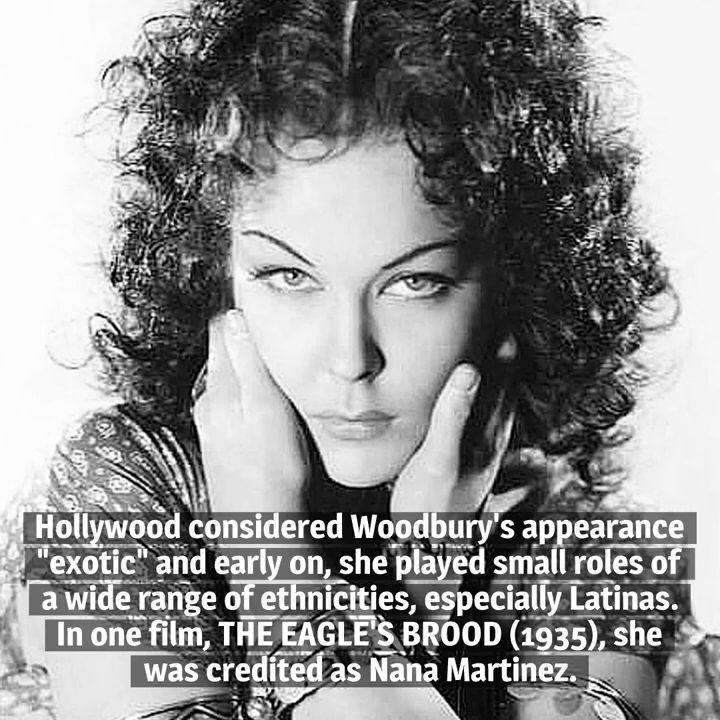 Hollywood considered Woodbury's appearance
"exotic" and early on, she played small roles of
a wide range of ethnicities, especially Latinas.
In one film, THE EAGLE'S BROOD (1935), she
was credited as Nana Martinez.